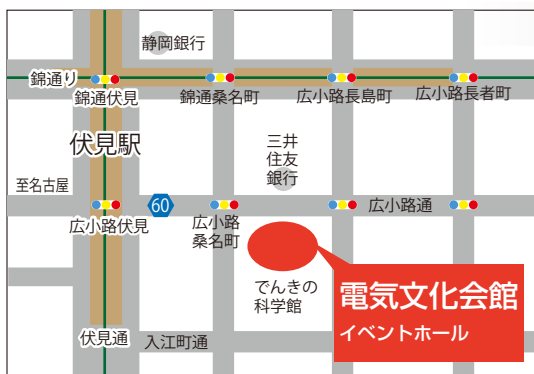 静岡銀行
錦通り
錦通伏見
錦通桑名町
広小路長島町
広小路長者町
伏見駅
三井
住友
銀行
至名古屋
60
広小路通
広小路伏見
広小路
桑名町
でんきの
科学館
電気文化会館
イベントホール
伏見通
入江町通